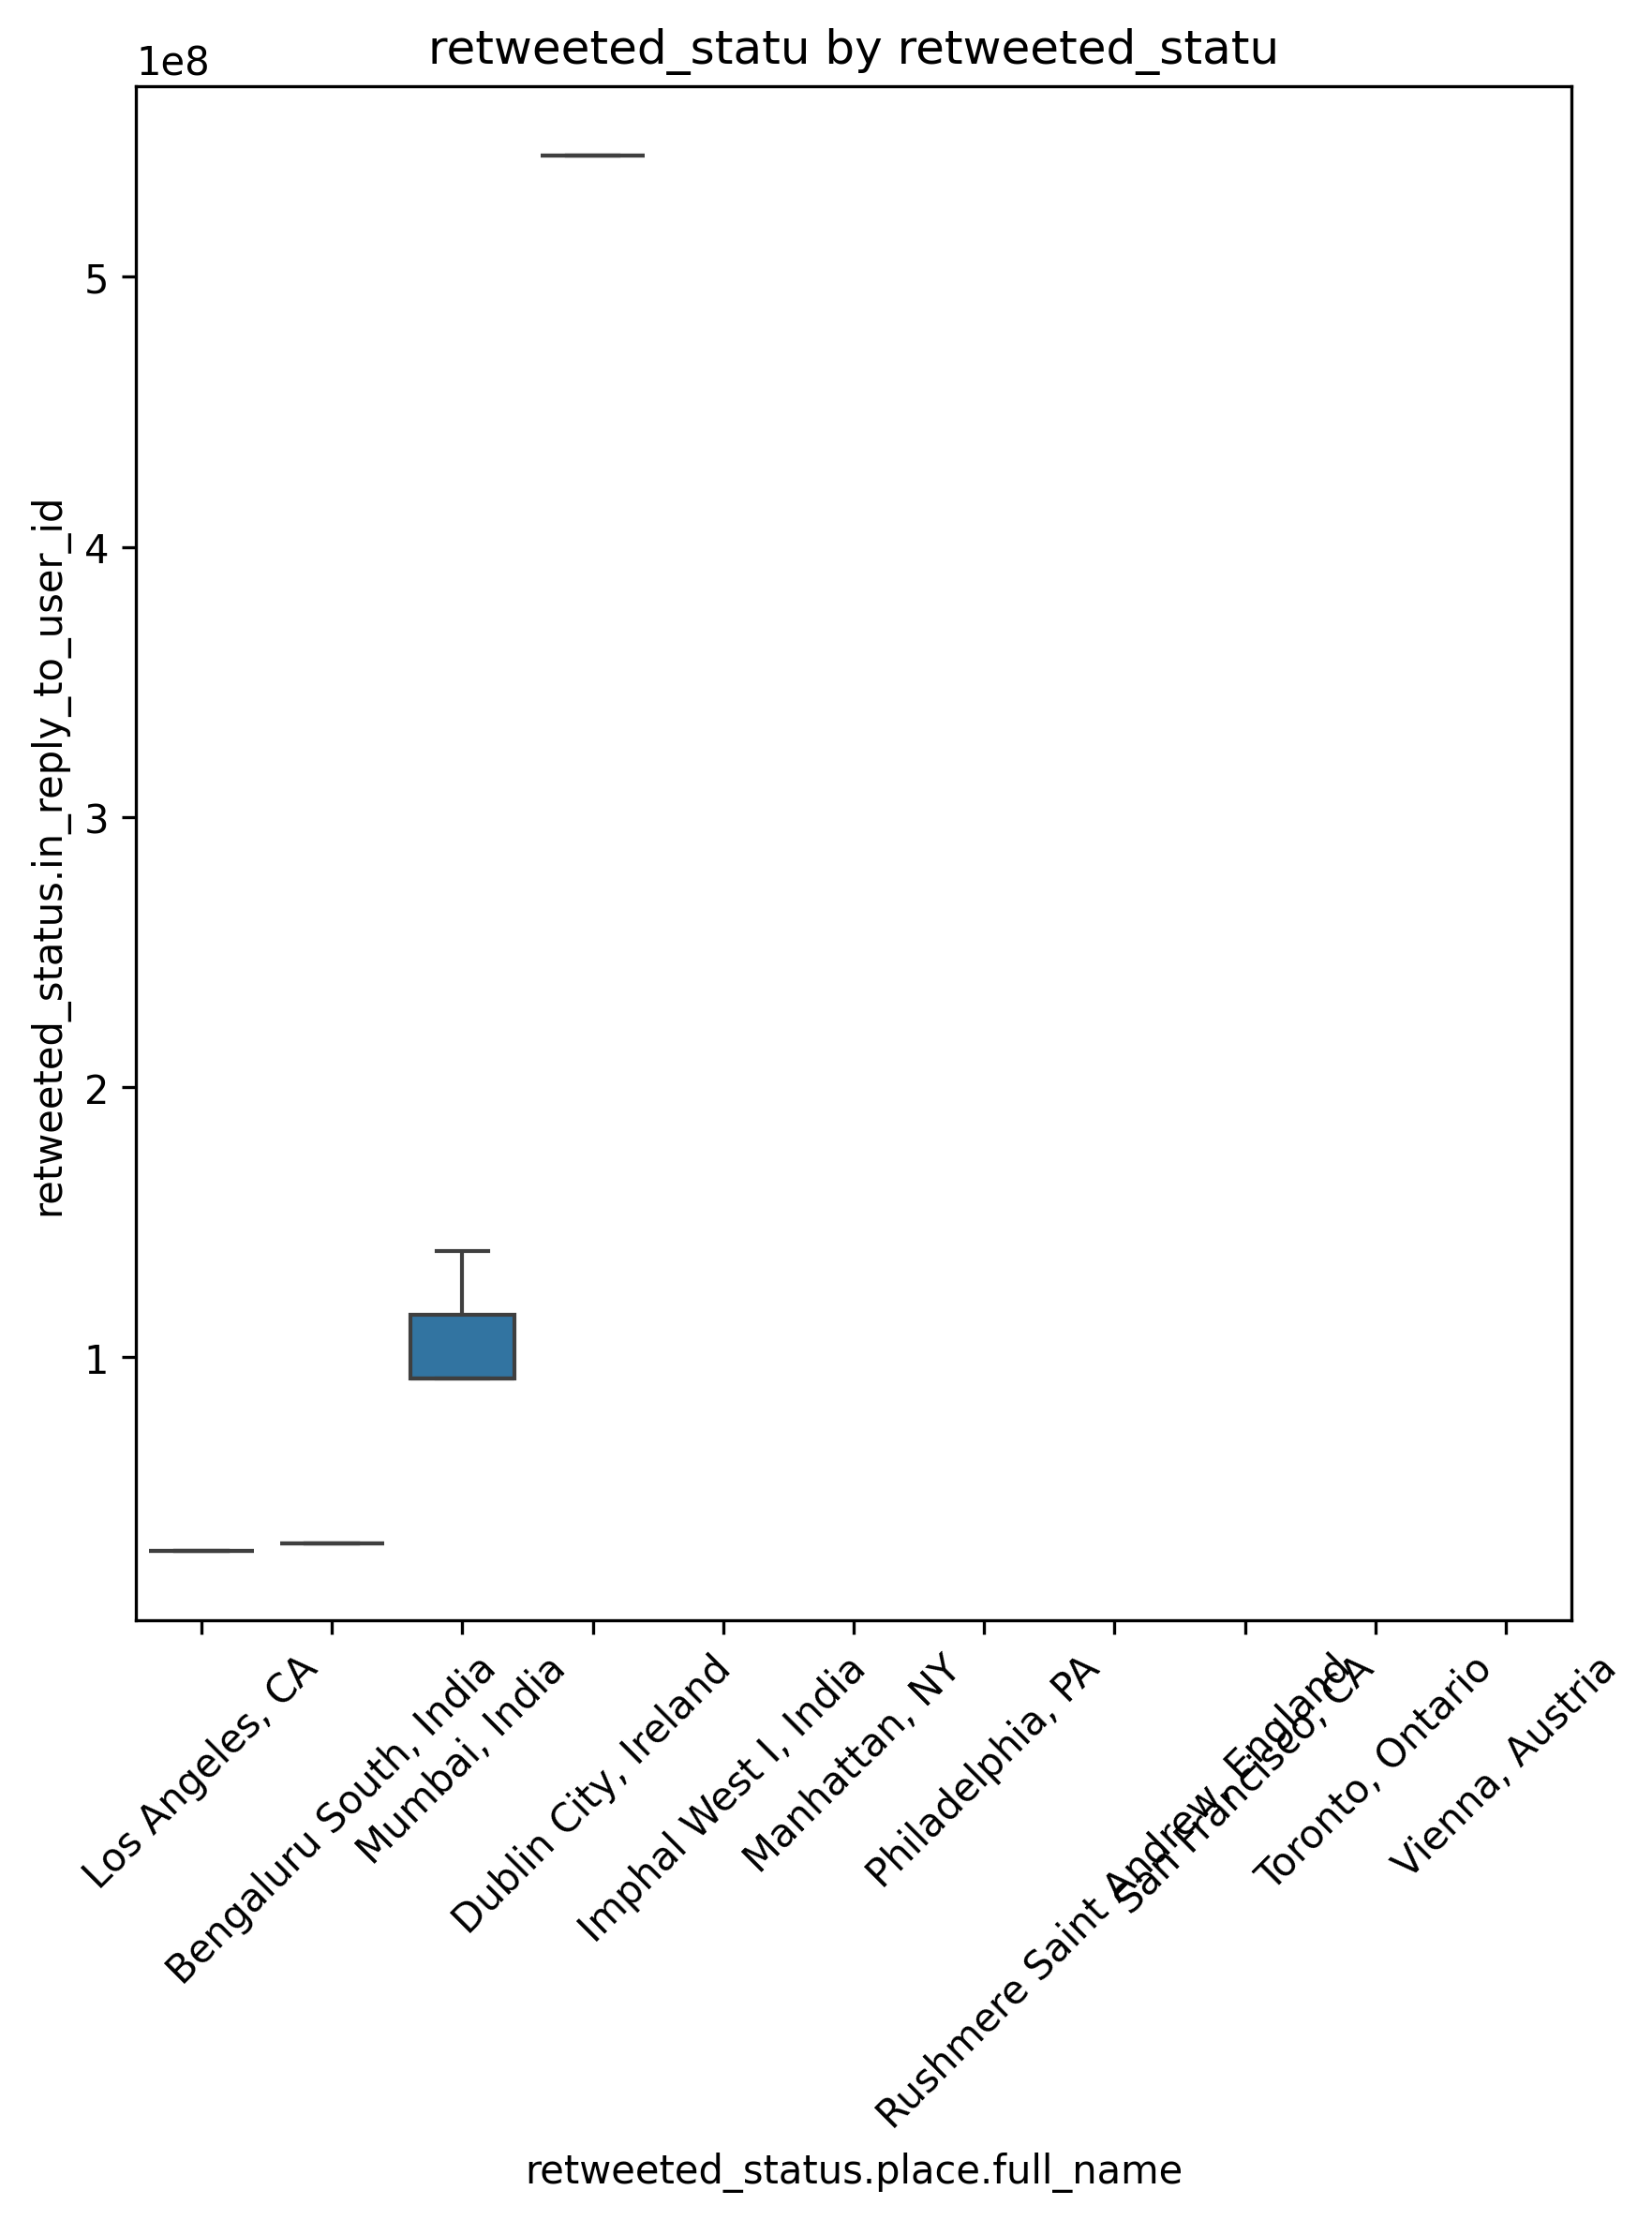 retweeted_statu by retweeted_statu
1e8
5
4
3
2
1
retweeted_status.in_reply_to_user_id
Los Angeles, CA
Bengaluru South, India
Mumbai, India
Dublin City, Ireland
Imphal West I, India
Manhattan, NY
Philadelphia, PA
Rushmere Saint Andrew, England
San Francisco, CA
Toronto, Ontario
Vienna, Austria
retweeted_status.place.full_name